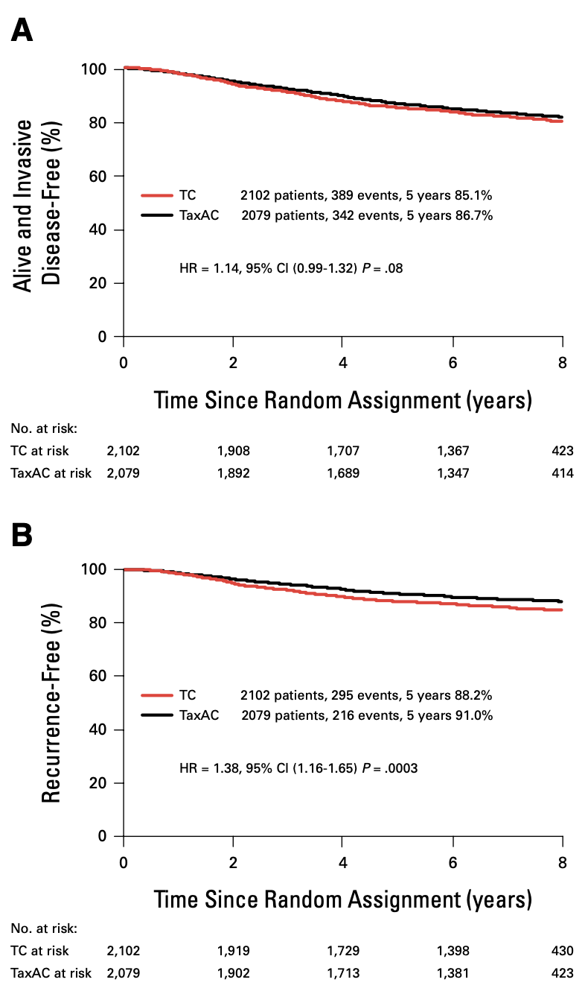 A
Alive and Invasive
Disease-Free (%)
100
80
60
40
20
0
TC 2102 patients, 389 events, 5 years 85.1%
TaxAC 2079 patients, 342 events, 5 years 86.7%
HR = 1.14, 95% CI (0.99-1.32) P = .08
0 2 4 6 8
Time Since Random Assignment (years)
No. at risk:
TC at risk 2,102 1,908 1,707 1,367 423
TaxAC at risk 2,079 1,892 1,689 1,347 414
B
Recurrence-Free (%)
100
80
60
40
20
0
TC 2102 patients, 295 events, 5 years 88.2%
TaxAC 2079 patients, 216 events, 5 years 91.0%
HR = 1.38, 95% CI (1.16-1.65) P = .0003
0 2 4 6 8
Time Since Random Assignment (years)
No. at risk:
TC at risk 2,102 1,919 1,729 1,398 430
TaxAC at risk 2,079 1,902 1,713 1,381 423